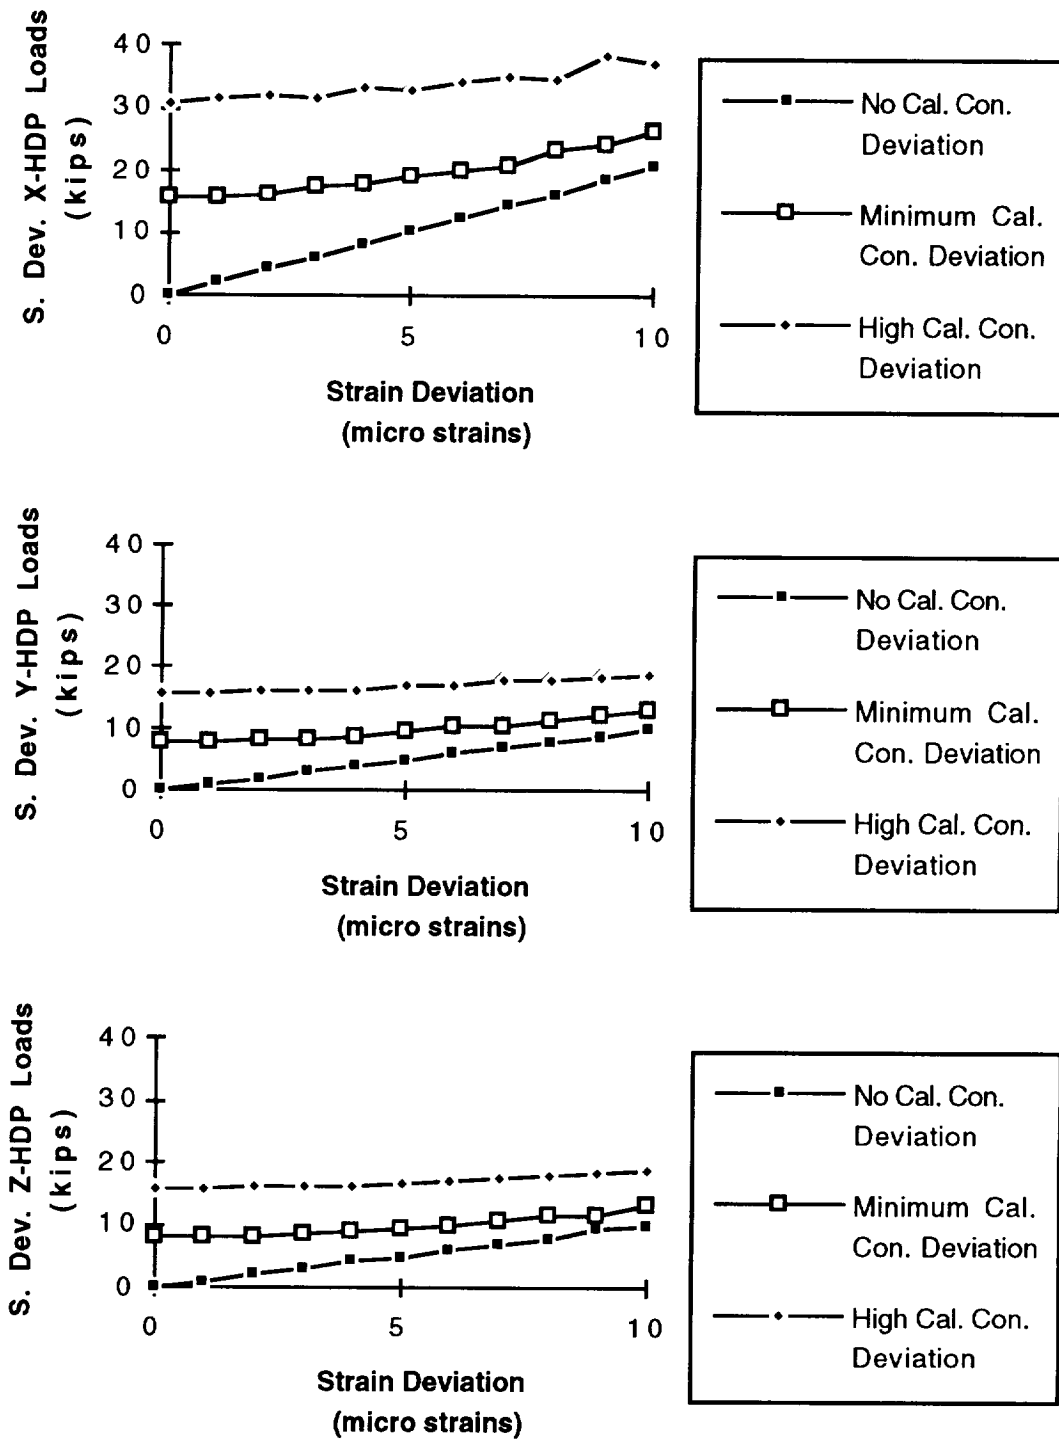 S. Dev. X-HDP Loads
(kips)
40
30
20
10
0
0
5
10
Strain Deviation
(micro strains)
No Cal. Con.
Deviation
Minimum Cal.
Con. Deviation
High Cal. Con.
Deviation
S. Dev. Y-HDP Loads
(kips)
40
30
20
10
0
0
5
10
Strain Deviation
(micro strains)
No Cal. Con.
Deviation
Minimum Cal.
Con. Deviation
High Cal. Con.
Deviation
S. Dev. Z-HDP Loads
(kips)
40
30
20
10
0
0
5
10
Strain Deviation
(micro strains)
No Cal. Con.
Deviation
Minimum Cal.
Con. Deviation
High Cal. Con.
Deviation